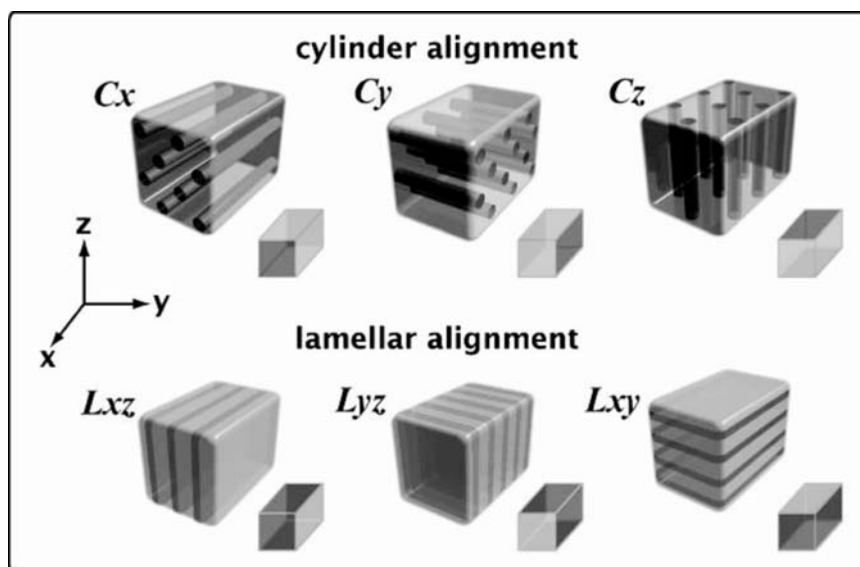 cylinder alignment
Cx Cy Cz
z
y
x
lamellar alignment
Lxz Lyz Lxy